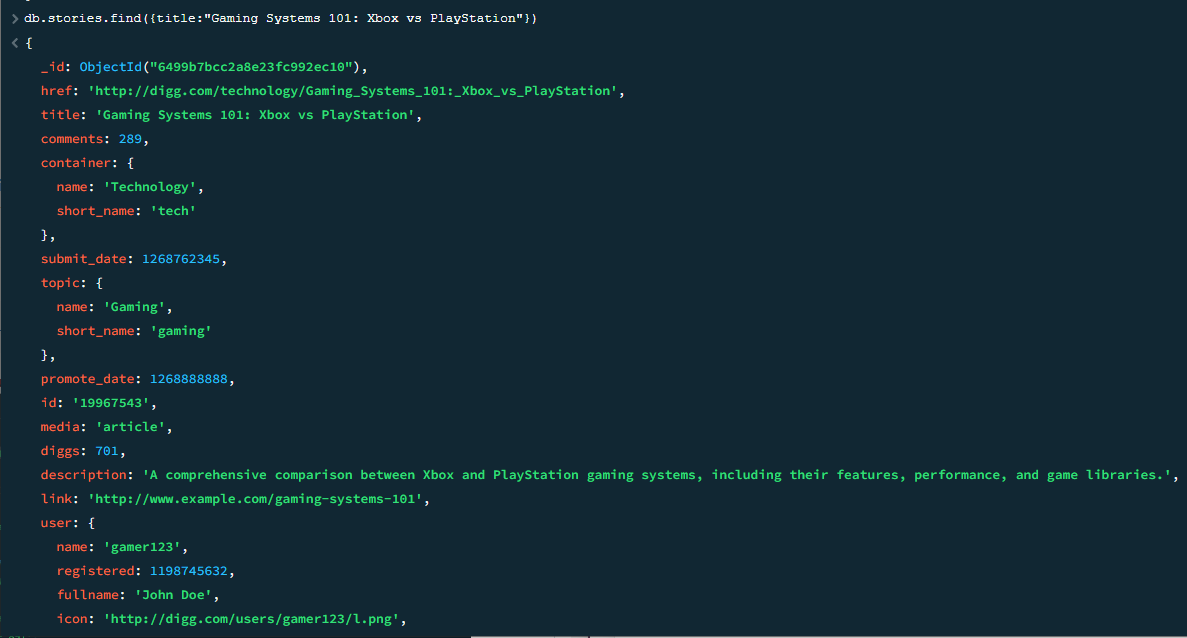 > db.stories.find({title:"Gaming Systems 101: Xbox vs PlayStation"})
< {
_id: ObjectId("6499b7bcc2a8e23fc992ec10"),
href: 'http://digg.com/technology/Gaming_Systems_101:_Xbox_vs_PlayStation',
title: 'Gaming Systems 101: Xbox vs PlayStation',
comments: 289,
container: {
name: 'Technology',
short_name: 'tech'
},
submit_date: 1268762345,
topic: {
name: 'Gaming',
short_name: 'gaming'
},
promote_date: 1268888888,
id: '19967543',
media: 'article',
diggs: 701,
description: 'A comprehensive comparison between Xbox and PlayStation gaming systems, including their features, performance, and game libraries.',
link: 'http://www.example.com/gaming-systems-101',
user: {
name: 'gamer123',
registered: 1198745632,
fullname: 'John Doe',
icon: 'http://digg.com/users/gamer123/l.png',